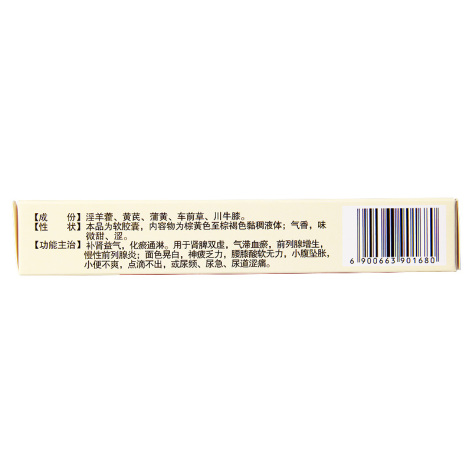 【成　份】淫羊藿、黄芪、蒲黄、车前草、川牛膝。
【性　状】本品为软胶囊，内容物为棕黄色至棕褐色黏稠液体；气香，味
微甜、涩。
【功能主治】补肾益气，化瘀通淋。用于肾脾双虚，气滞血瘀，前列腺增生，
慢性前列腺炎；面色晃白，神疲乏力，腰膝酸软无力，小腹坠胀，
小便不爽，点滴不出，或尿频、尿急、尿道涩痛。
6 900663 901680